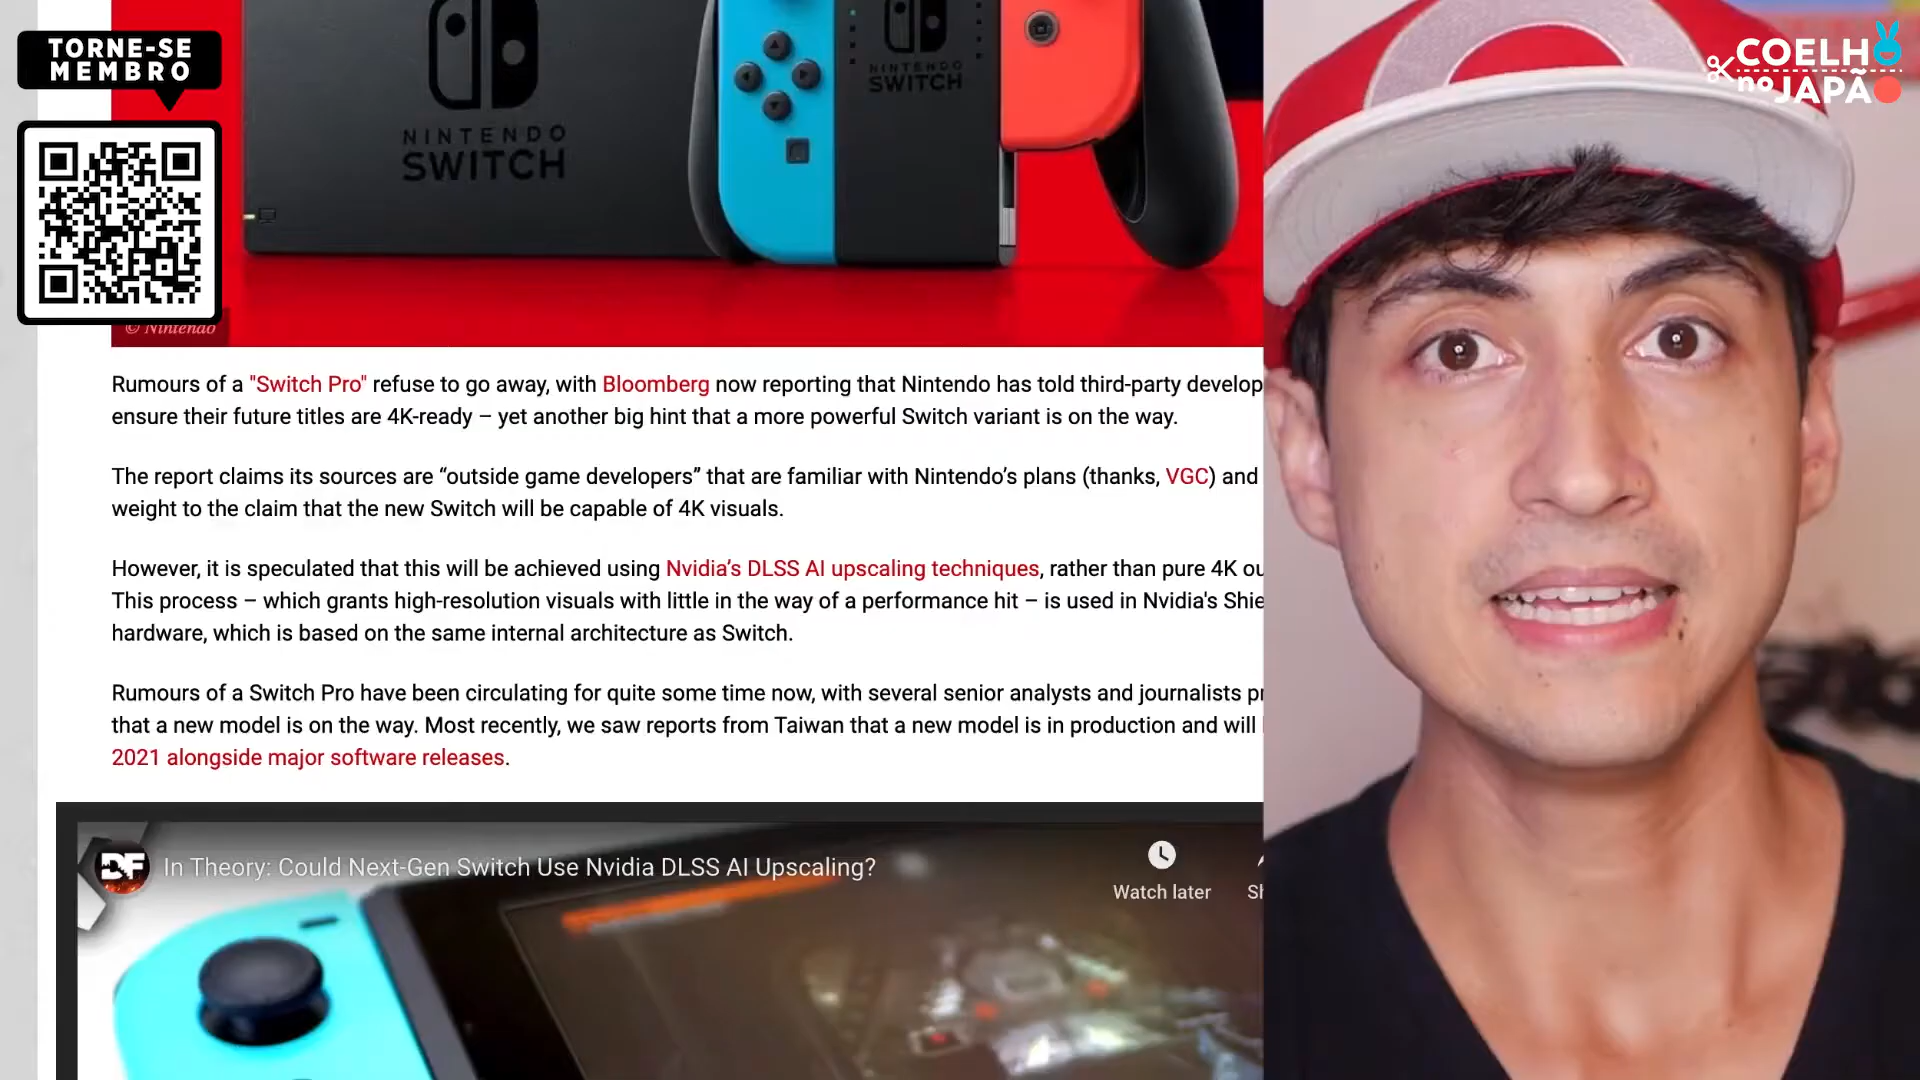 TORNE-SE
MEMBRO
COELHO
no JAPÃO
NINTENDO
SWITCH
NINTENDO
SWITCH
© Nintendo
Rumours of a "Switch Pro" refuse to go away, with Bloomberg now reporting that Nintendo has told third-party develop
ensure their future titles are 4K-ready – yet another big hint that a more powerful Switch variant is on the way.
The report claims its sources are “outside game developers” that are familiar with Nintendo’s plans (thanks, VGC) and
weight to the claim that the new Switch will be capable of 4K visuals.
However, it is speculated that this will be achieved using Nvidia’s DLSS AI upscaling techniques, rather than pure 4K ou
This process – which grants high-resolution visuals with little in the way of a performance hit – is used in Nvidia's Shie
hardware, which is based on the same internal architecture as Switch.
Rumours of a Switch Pro have been circulating for quite some time now, with several senior analysts and journalists pr
that a new model is on the way. Most recently, we saw reports from Taiwan that a new model is in production and will
2021 alongside major software releases.
DF In Theory: Could Next-Gen Switch Use Nvidia DLSS AI Upscaling?
Watch later
Sh